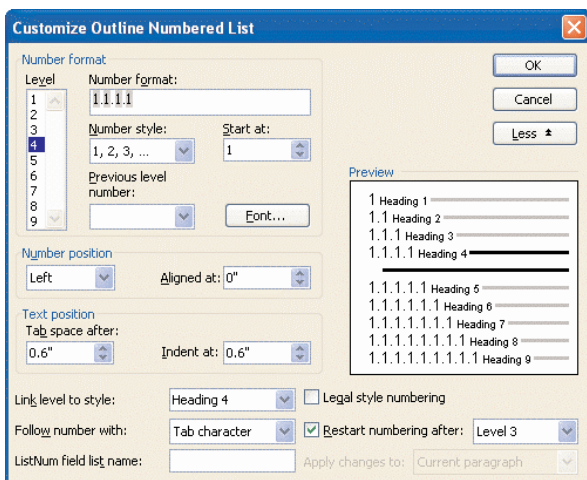 Customize Outline Numbered List
Number format
Level
Number format:
1
2
3
4
5
6
7
8
9
1.1.1.1
Number style:
Start at:
1, 2, 3, ...
1
Previous level
number:
Font...
OK
Cancel
Less
Number position
Left
Aligned at:
0"
Text position
Tab space after:
0.6"
Indent at:
0.6"
Preview
1 Heading 1
1.1 Heading 2
1.1.1 Heading 3
1.1.1.1 Heading 4
1.1.1.1.1 Heading 5
1.1.1.1.1.1 Heading 6
1.1.1.1.1.1.1 Heading 7
1.1.1.1.1.1.1.1 Heading 8
1.1.1.1.1.1.1.1.1 Heading 9
Link level to style:
Heading 4
Legal style numbering
Follow number with:
Tab character
Restart numbering after:
Level 3
ListNum field list name:
Apply changes to:
Current paragraph